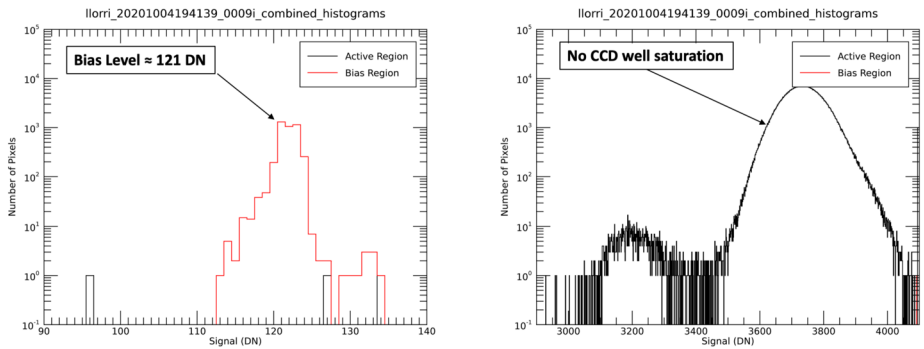 llorri_20201004194139_0009i_combined_histograms
10^5
10^4
10^3
10^2
10^1
10^0
10^-1
Number of Pixels
Bias Level ≈ 121 DN
Active Region
Bias Region
90 100 110 120 130 140
Signal (DN)
llorri_20201004194139_0009i_combined_histograms
10^5
10^4
10^3
10^2
10^1
10^0
10^-1
Number of Pixels
No CCD well saturation
Active Region
Bias Region
3000 3200 3400 3600 3800 4000
Signal (DN)